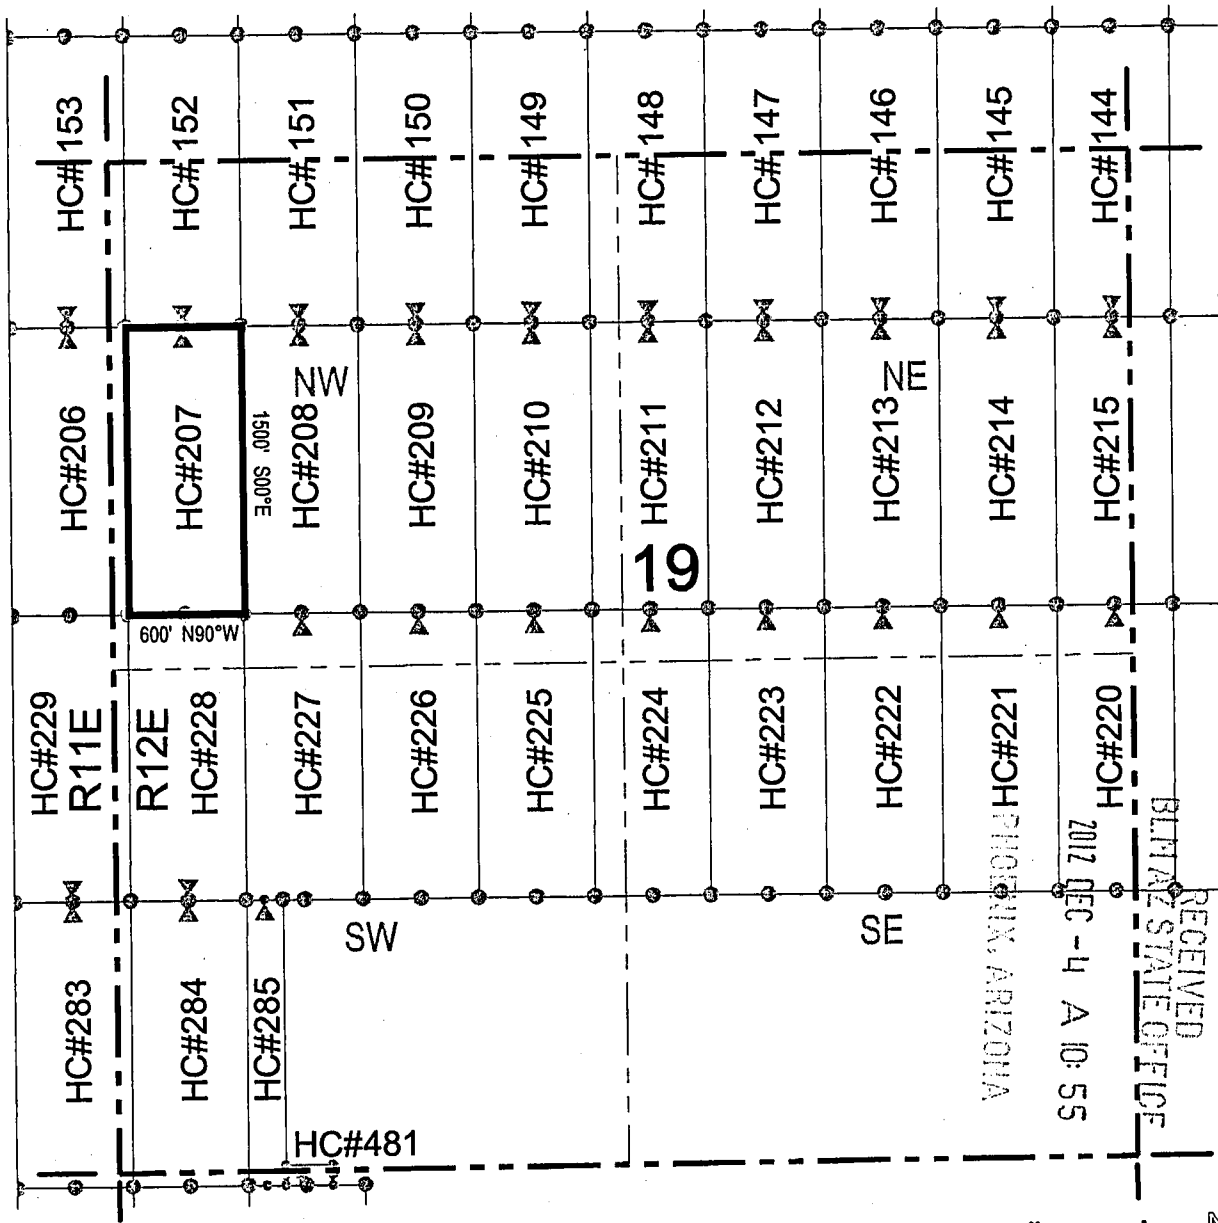 HC# 153
HC# 152
HC# 151
HC# 150
HC# 149
HC# 148
HC# 147
HC# 146
HC# 145
HC# 144
NW
NE
HC#206
HC#207
1500' S00°E
HC#208
HC#209
HC#210
HC#211
HC#212
HC#213
HC#214
HC#215
19
600' N90°W
HC#229
R11E
R12E
HC#228
HC#227
HC#226
HC#225
HC#224
HC#223
HC#222
HC#221
HC#220
SW
SE
HC#283
HC#284
HC#285
HC#481
RECEIVED
BLM AZ STATE OFFICE
2012 DEC -4 A 10:55
PHOENIX, ARIZONA